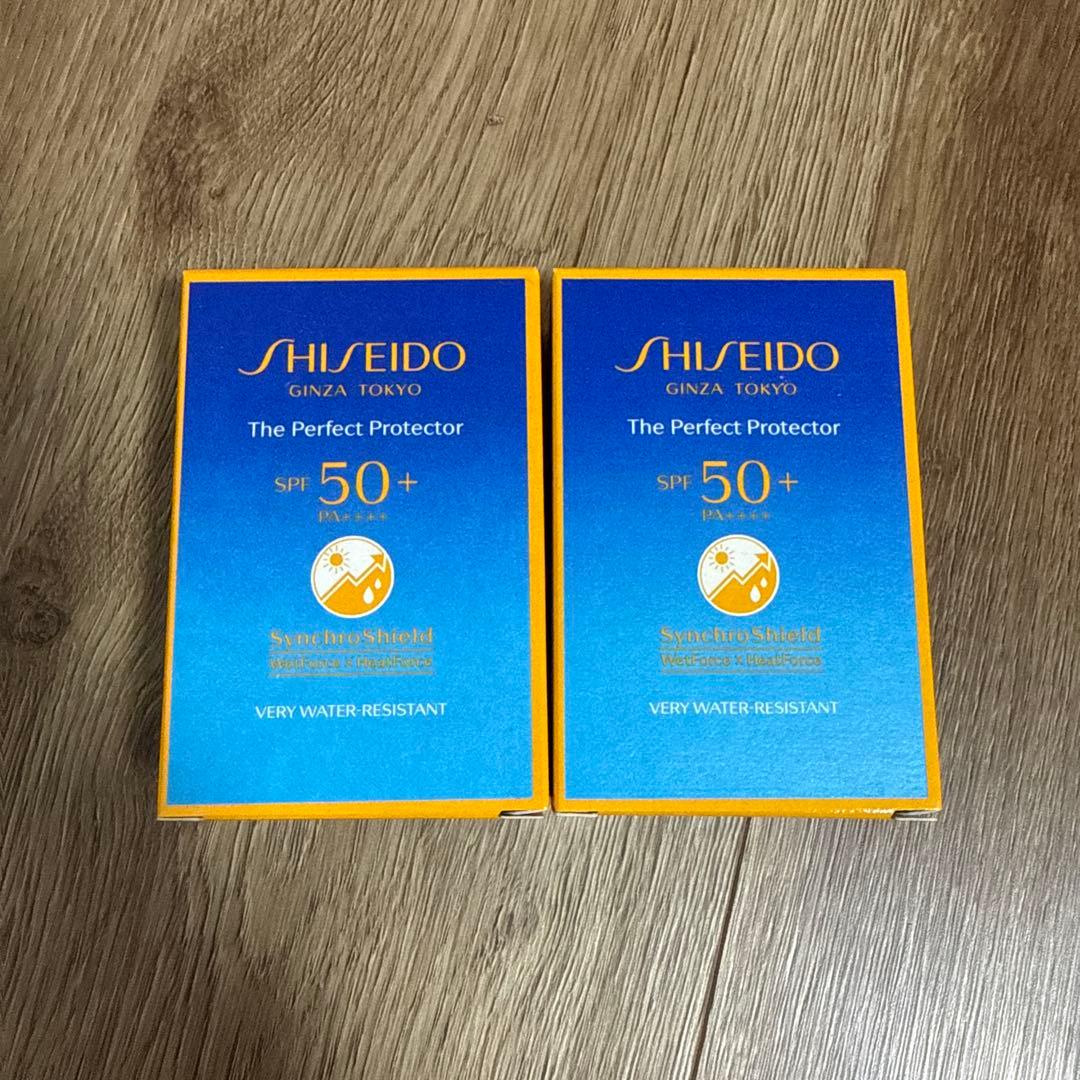 SHISEIDO
GINZA TOKYO
The Perfect Protector
SPF 50+
PA++++
SynchroShield
WetForce x HeatForce
VERY WATER-RESISTANT
SHISEIDO
GINZA TOKYO
The Perfect Protector
SPF 50+
PA++++
SynchroShield
WetForce x HeatForce
VERY WATER-RESISTANT